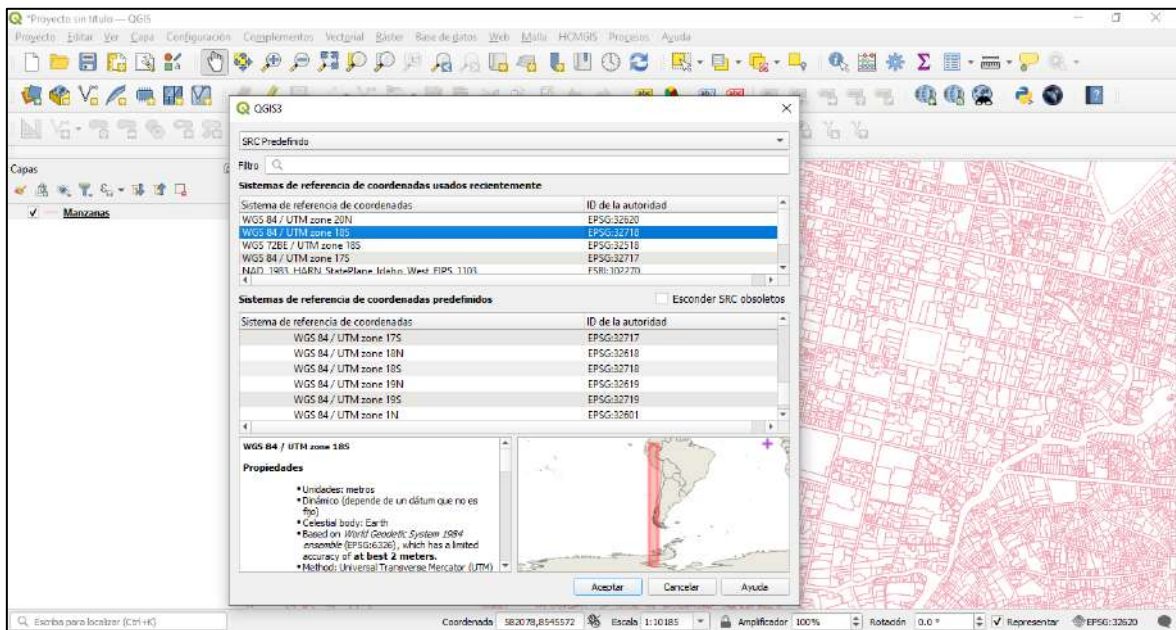 *Proyecto sin título — QGIS
Proyecto Editar Ver Capa Configuración Complementos Vectorial Ráster Base de datos Web Malla HCMGIS Procesos Ayuda
QGIS3
SRC Predefinido
Filtro
Sistemas de referencia de coordenadas usados recientemente
Sistema de referencia de coordenadas ID de la autoridad
WGS 84 / UTM zone 20N EPSG:32620
WGS 84 / UTM zone 18S EPSG:32718
WGS 72BE / UTM zone 18S EPSG:32518
WGS 84 / UTM zone 17S EPSG:32717
NAD_1983_HARN_StatePlane_Idaho_West_FIPS_1103 ESRI:102270
Sistemas de referencia de coordenadas predefinidos Esconder SRC obsoletos
Sistema de referencia de coordenadas ID de la autoridad
WGS 84 / UTM zone 17S EPSG:32717
WGS 84 / UTM zone 18N EPSG:32618
WGS 84 / UTM zone 18S EPSG:32718
WGS 84 / UTM zone 19N EPSG:32619
WGS 84 / UTM zone 19S EPSG:32719
WGS 84 / UTM zone 1N EPSG:32601
WGS 84 / UTM zone 18S
Propiedades
• Unidades: metros
• Dinámico (depende de un dátum que no es
fijo)
• Celestial body: Earth
• Based on World Geodetic System 1984
ensemble (EPSG:6326), which has a limited
accuracy of at best 2 meters.
• Method: Universal Transverse Mercator (UTM)
Aceptar Cancelar Ayuda
Capas
Manzanas
Escriba para localizar (Ctrl+K) Coordenada 582078,8545572 Escala 1:10185 Amplificador 100% Rotación 0.0 ° Representar EPSG:32620